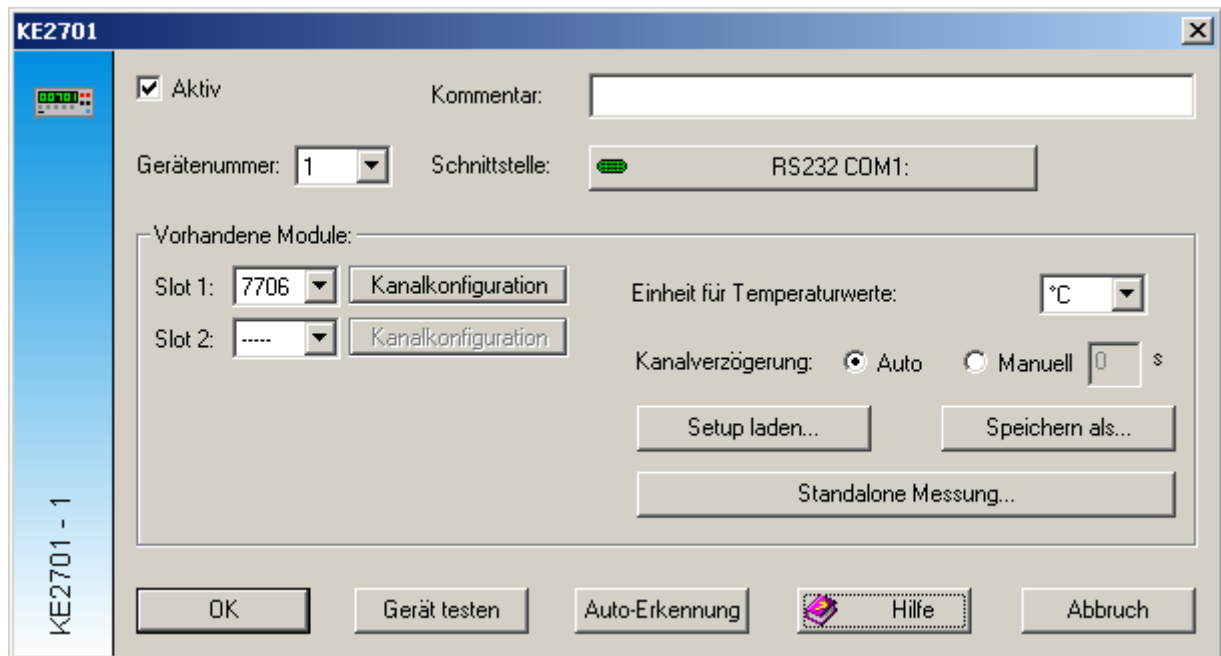 KE2701
Aktiv
Kommentar:
Gerätenummer: 1
Schnittstelle: RS232 COM1:
Vorhandene Module:
Slot 1: 7706 Kanalkonfiguration
Einheit für Temperaturwerte: °C
Slot 2: ----- Kanalkonfiguration
Kanalverzögerung: Auto Manuell 0 s
Setup laden... Speichern als...
Standalone Messung...
KE2701 - 1
OK Gerät testen Auto-Erkennung Hilfe Abbruch